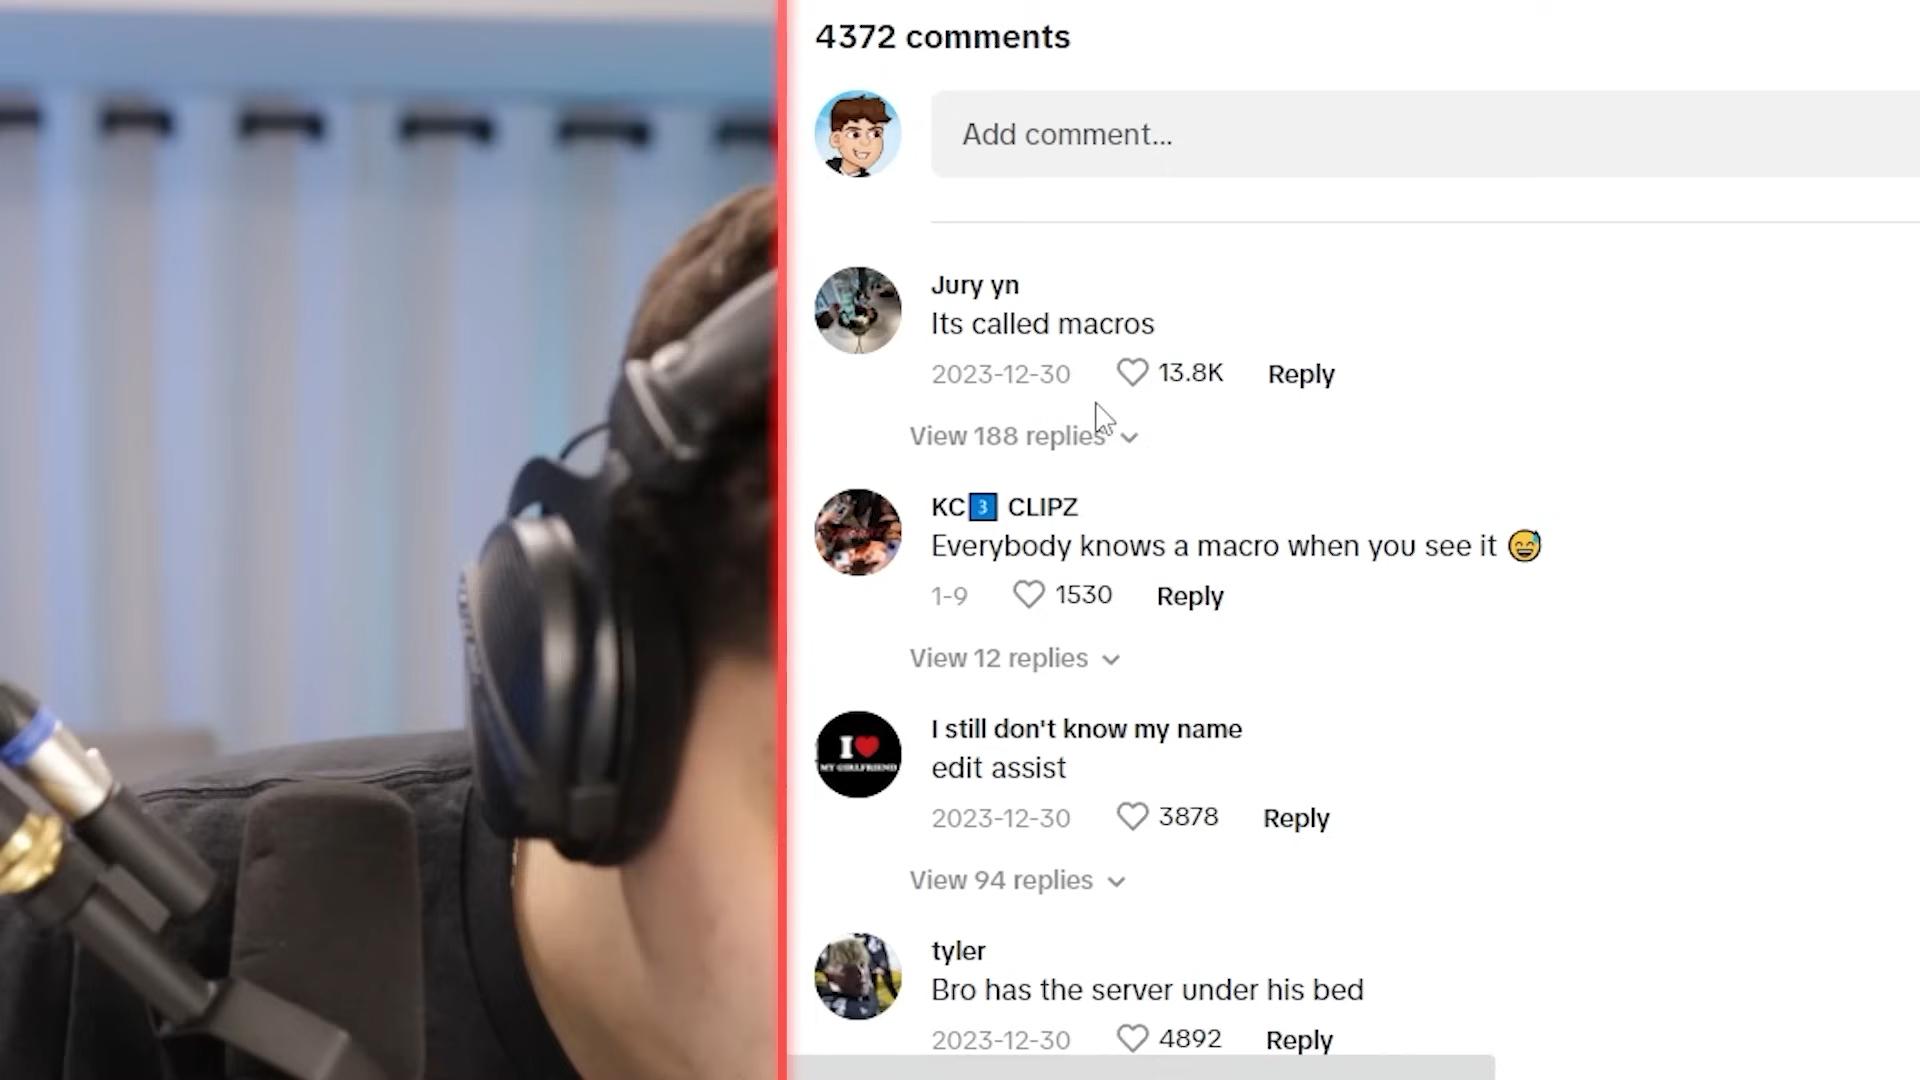 4372 comments
Add comment...
Jury yn
Its called macros
2023-12-30 13.8K Reply
View 188 replies
KC3️⃣ CLIPZ
Everybody knows a macro when you see it 😅
1-9 1530 Reply
View 12 replies
I ❤ MY GIRLFRIEND
I still don't know my name
edit assist
2023-12-30 3878 Reply
View 94 replies
tyler
Bro has the server under his bed
2023-12-30 4892 Reply